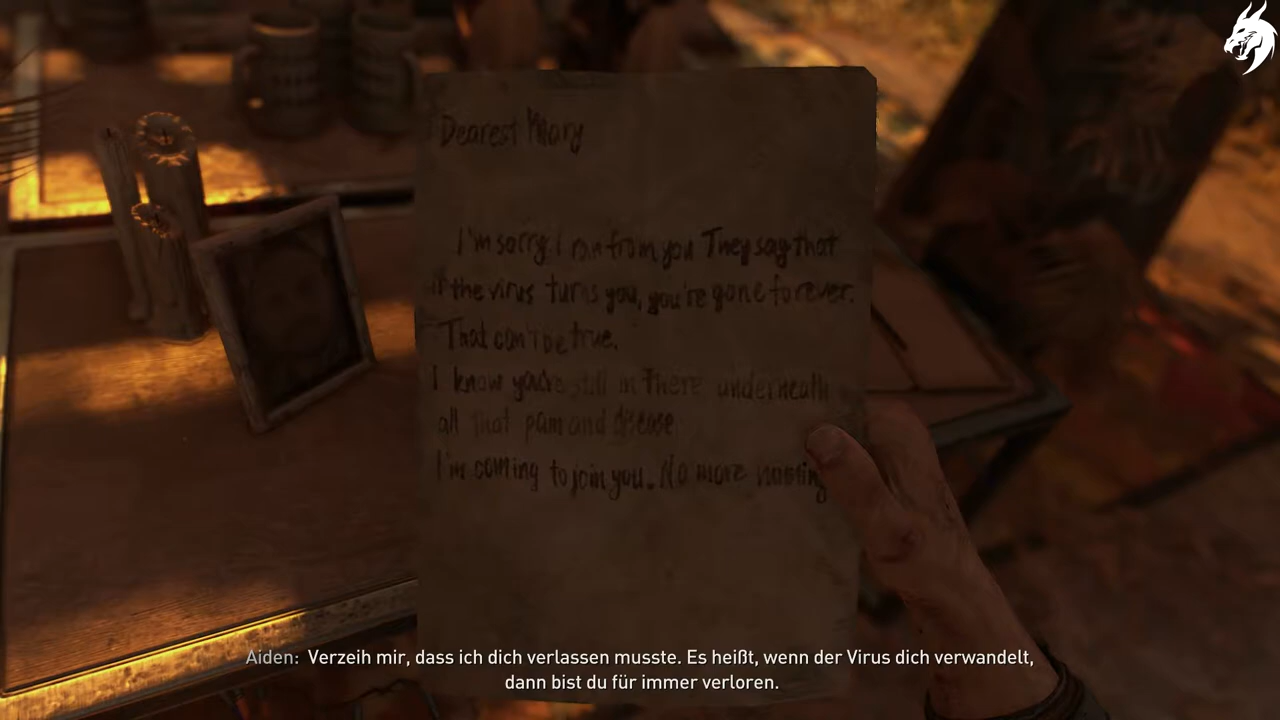 Dearest Mary
I'm sorry I ran from you They say that
if the virus turns you, you're gone forever.
That can't be true.
I know you're still in there underneath
all that pain and disease
I'm coming to join you. No more running
Aiden: Verzeih mir, dass ich dich verlassen musste. Es heißt, wenn der Virus dich verwandelt,
dann bist du für immer verloren.